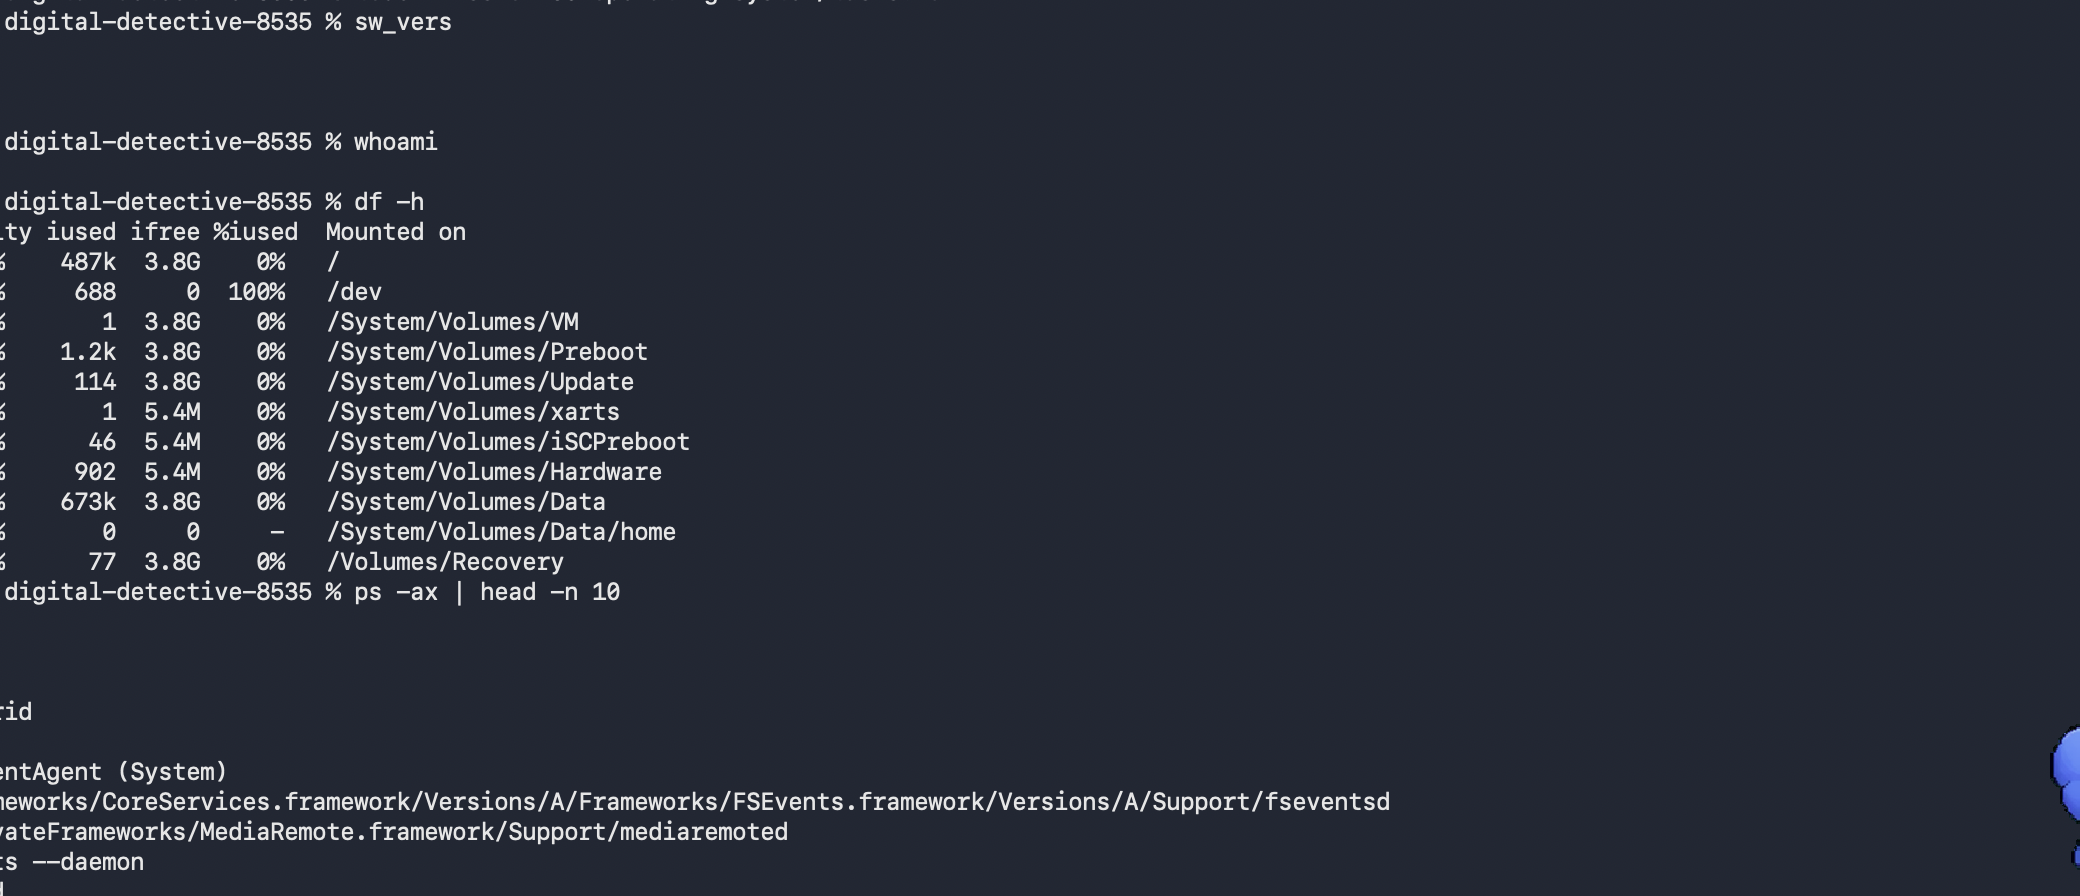 digital-detective-8535 % sw_vers
digital-detective-8535 % whoami
digital-detective-8535 % df -h
ty iused ifree %iused  Mounted on
% 487k 3.8G 0% /
% 688 0 100% /dev
% 1 3.8G 0% /System/Volumes/VM
% 1.2k 3.8G 0% /System/Volumes/Preboot
% 114 3.8G 0% /System/Volumes/Update
% 1 5.4M 0% /System/Volumes/xarts
% 46 5.4M 0% /System/Volumes/iSCPreboot
% 902 5.4M 0% /System/Volumes/Hardware
% 673k 3.8G 0% /System/Volumes/Data
% 0 0 - /System/Volumes/Data/home
% 77 3.8G 0% /Volumes/Recovery
digital-detective-8535 % ps -ax | head -n 10
rid
entAgent (System)
meworks/CoreServices.framework/Versions/A/Frameworks/FSEvents.framework/Versions/A/Support/fseventsd
vateFrameworks/MediaRemote.framework/Support/mediaremoted
ts --daemon